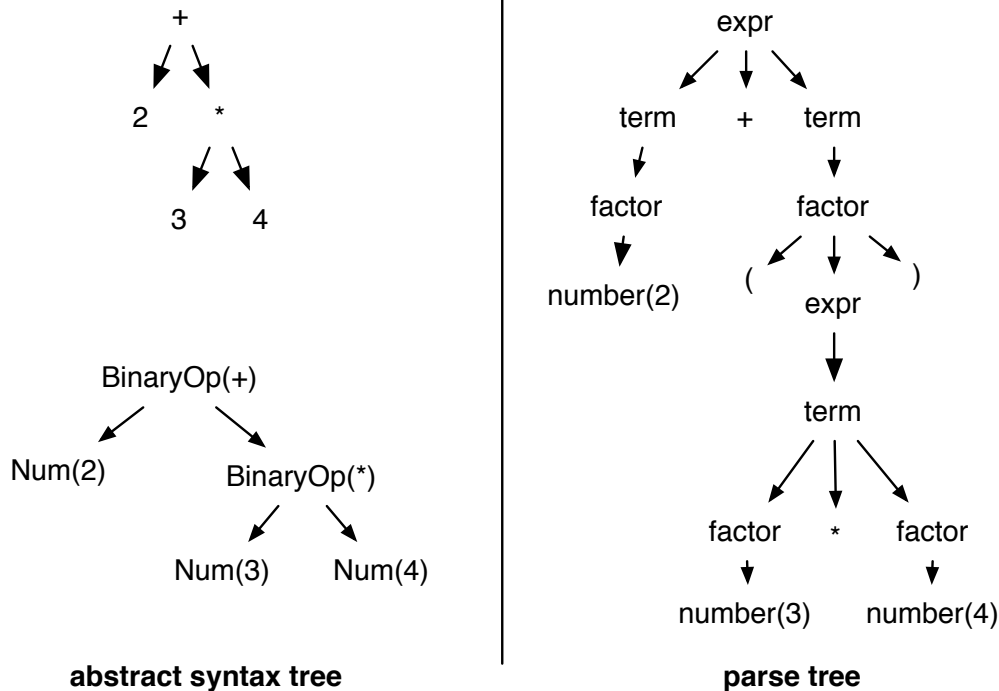 +
2 *
3 4
BinaryOp(+)
Num(2)
BinaryOp(*)
Num(3) Num(4)
abstract syntax tree
expr
term + term
factor factor
number(2)
( )
expr
term
factor * factor
number(3) number(4)
parse tree